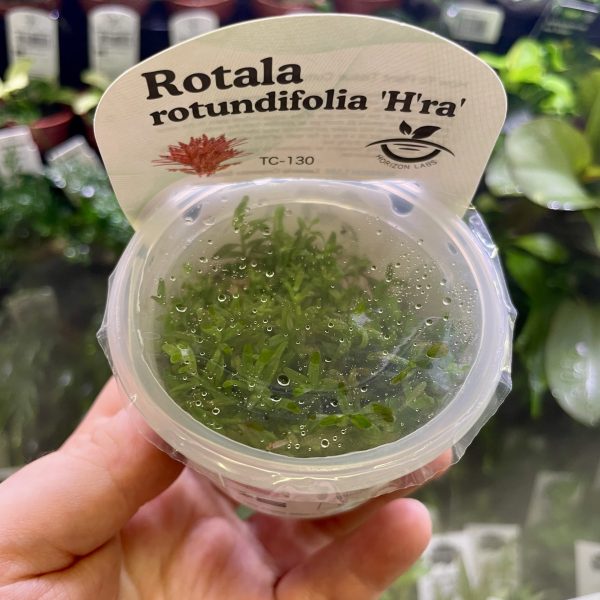 Rotala
rotundifolia 'H'ra'
TC-130
HORIZON LABS